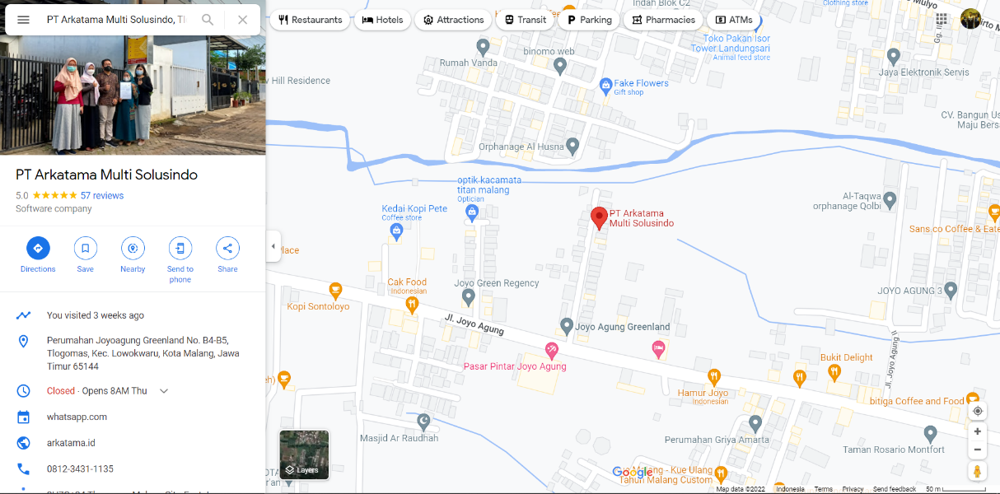 PT Arkatama Multi Solusindo, Tl
Restaurants
Hotels
Attractions
Transit
Parking
Pharmacies
ATMs
PT Arkatama Multi Solusindo
5.0 57 reviews
Software company
Directions
Save
Nearby
Send to
phone
Share
You visited 3 weeks ago
Perumahan Joyoagung Greenland No. B4-B5,
Tlogomas, Kec. Lowokwaru, Kota Malang, Jawa
Timur 65144
Closed · Opens 8AM Thu
whatsapp.com
arkatama.id
0812-3431-1135
Indah Blok C2
Clothing store
Mulyo
Gg. II
Toko Pakan Isor
Tower Landungsari
Animal feed store
Rumah Vanda
binomo web
Jaya Elektronik Servis
v Hill Residence
Fake Flowers
Gift shop
CV. Bangun Us
Maju Bers
Orphanage Al Husna
optik kacamata
titan malang
Optician
Kedai Kopi Pete
Coffee store
Al-Taqwa
orphanage Qolbi
PT Arkatama
Multi Solusindo
Sans.co Coffee & Eate
lace
Cak Food
Indonesian
Joyo Green Regency
JOYO AGUNG 3
Kopi Sontoloyo
Jl. Joyo Agung
Joyo Agung Greenland
Jl. Joyo Agung II
Pasar Pintar Joyo Agung
Bukit Delight
Hamur Joyo
Indonesian
bitiga Coffee and Food
Masjid Ar Raudhah
Perumahan Griya Amarta
Taman Rosario Montfort
Layers
Malang - Kue Ulang
Tahun Malang Custom
Google
Map data ©2022
Indonesia
Terms
Privacy
Send feedback
50 m